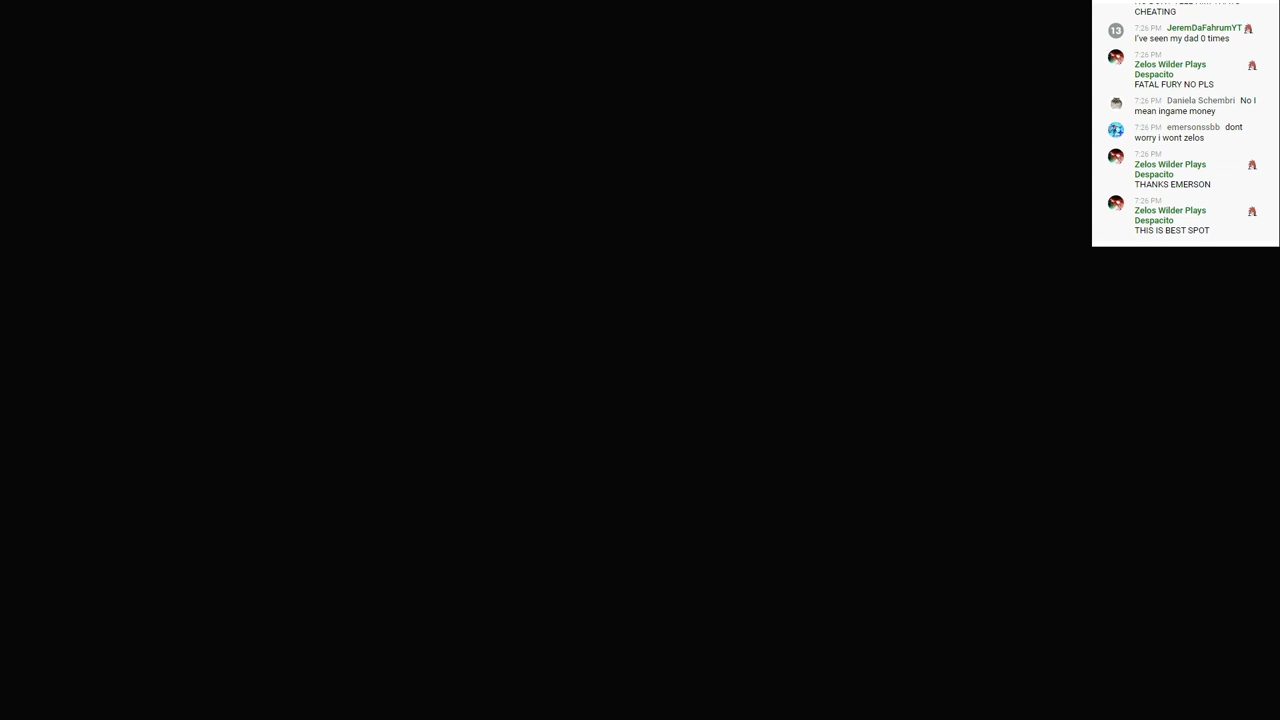 CHEATING
13 7:26 PM JeremDaFahrumYT
I've seen my dad 0 times
7:26 PM
Zelos Wilder Plays
Despacito
FATAL FURY NO PLS
7:26 PM Daniela Schembri No I
mean ingame money
7:26 PM emersonssbb dont
worry i wont zelos
7:26 PM
Zelos Wilder Plays
Despacito
THANKS EMERSON
7:26 PM
Zelos Wilder Plays
Despacito
THIS IS BEST SPOT